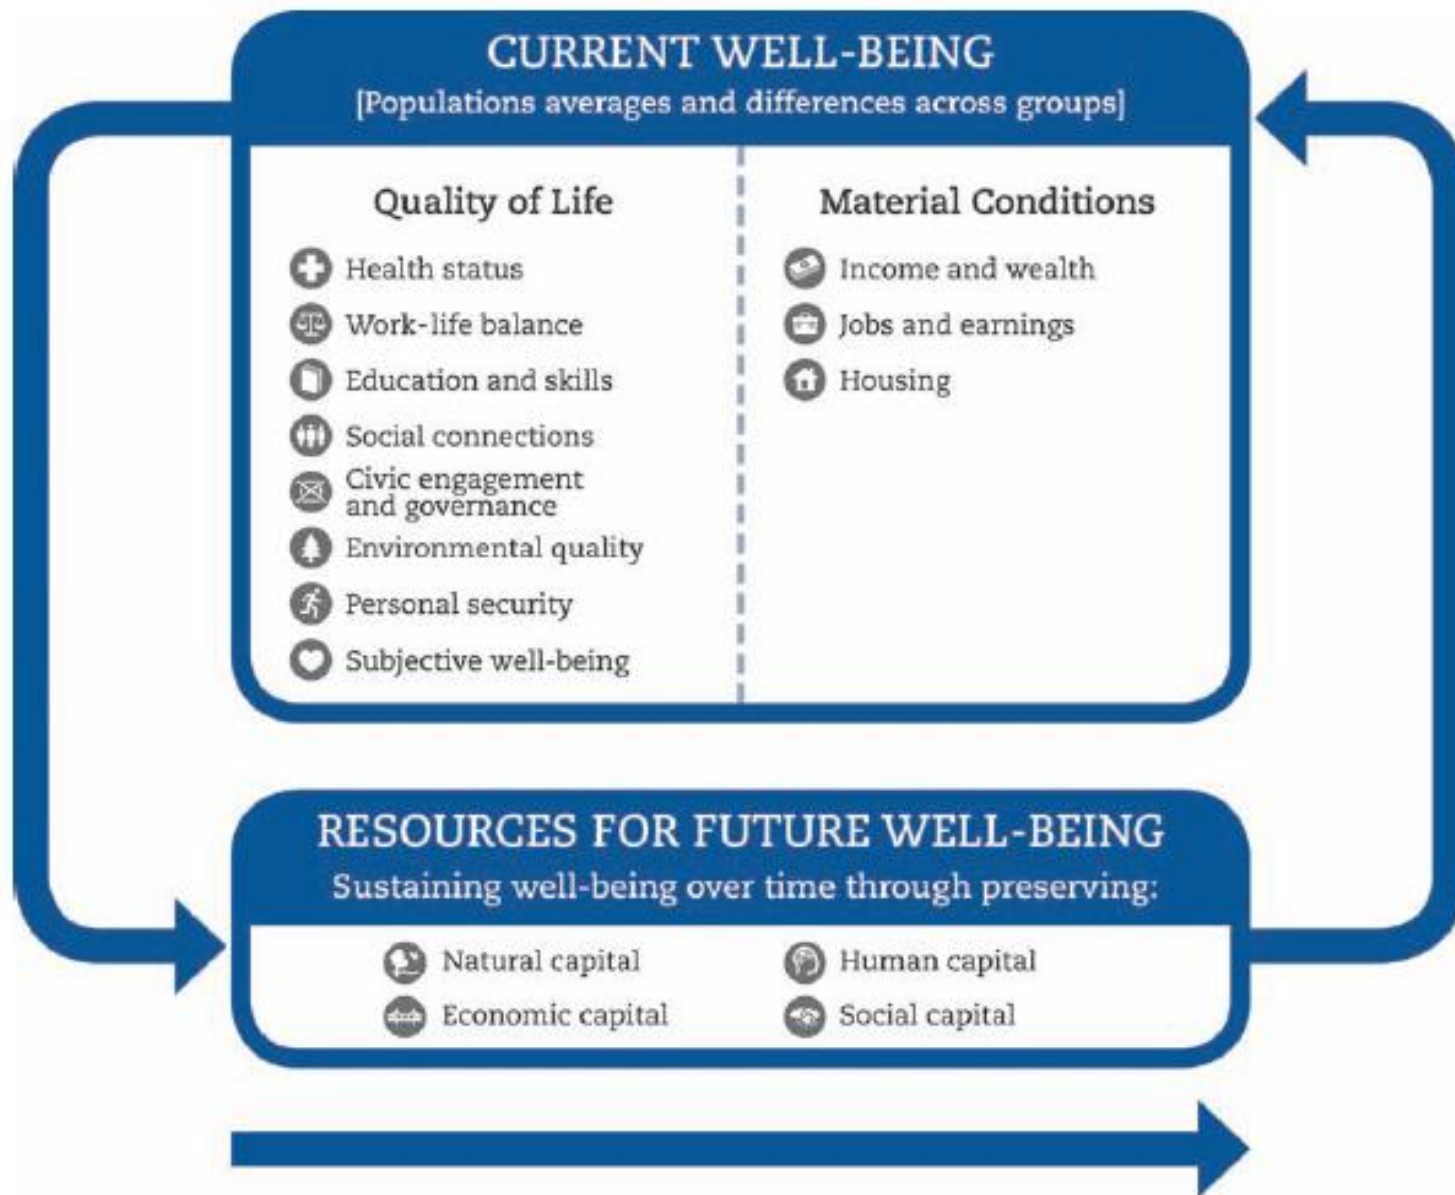 CURRENT WELL-BEING
[Populations averages and differences across groups]
Quality of Life
Health status
Work-life balance
Education and skills
Social connections
Civic engagement
and governance
Environmental quality
Personal security
Subjective well-being
Material Conditions
Income and wealth
Jobs and earnings
Housing
RESOURCES FOR FUTURE WELL-BEING
Sustaining well-being over time through preserving:
Natural capital
Economic capital
Human capital
Social capital